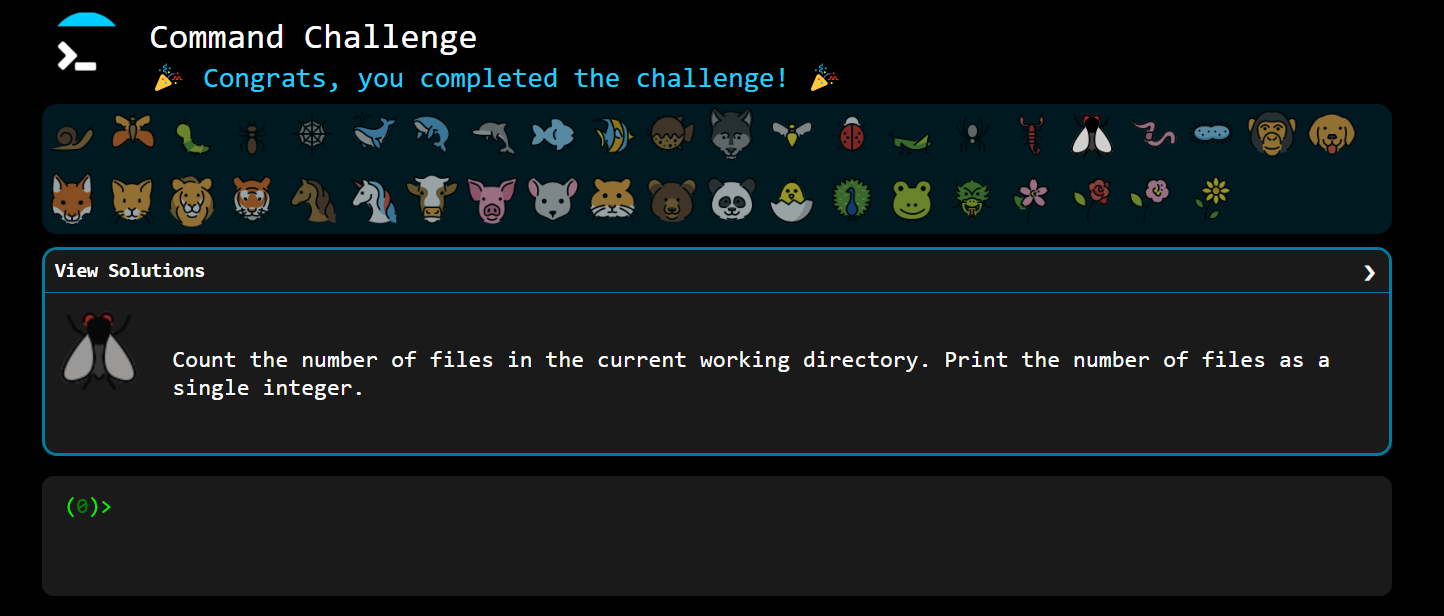 Command Challenge
🎉 Congrats, you completed the challenge! 🎉
View Solutions
Count the number of files in the current working directory. Print the number of files as a
single integer.
(0)>